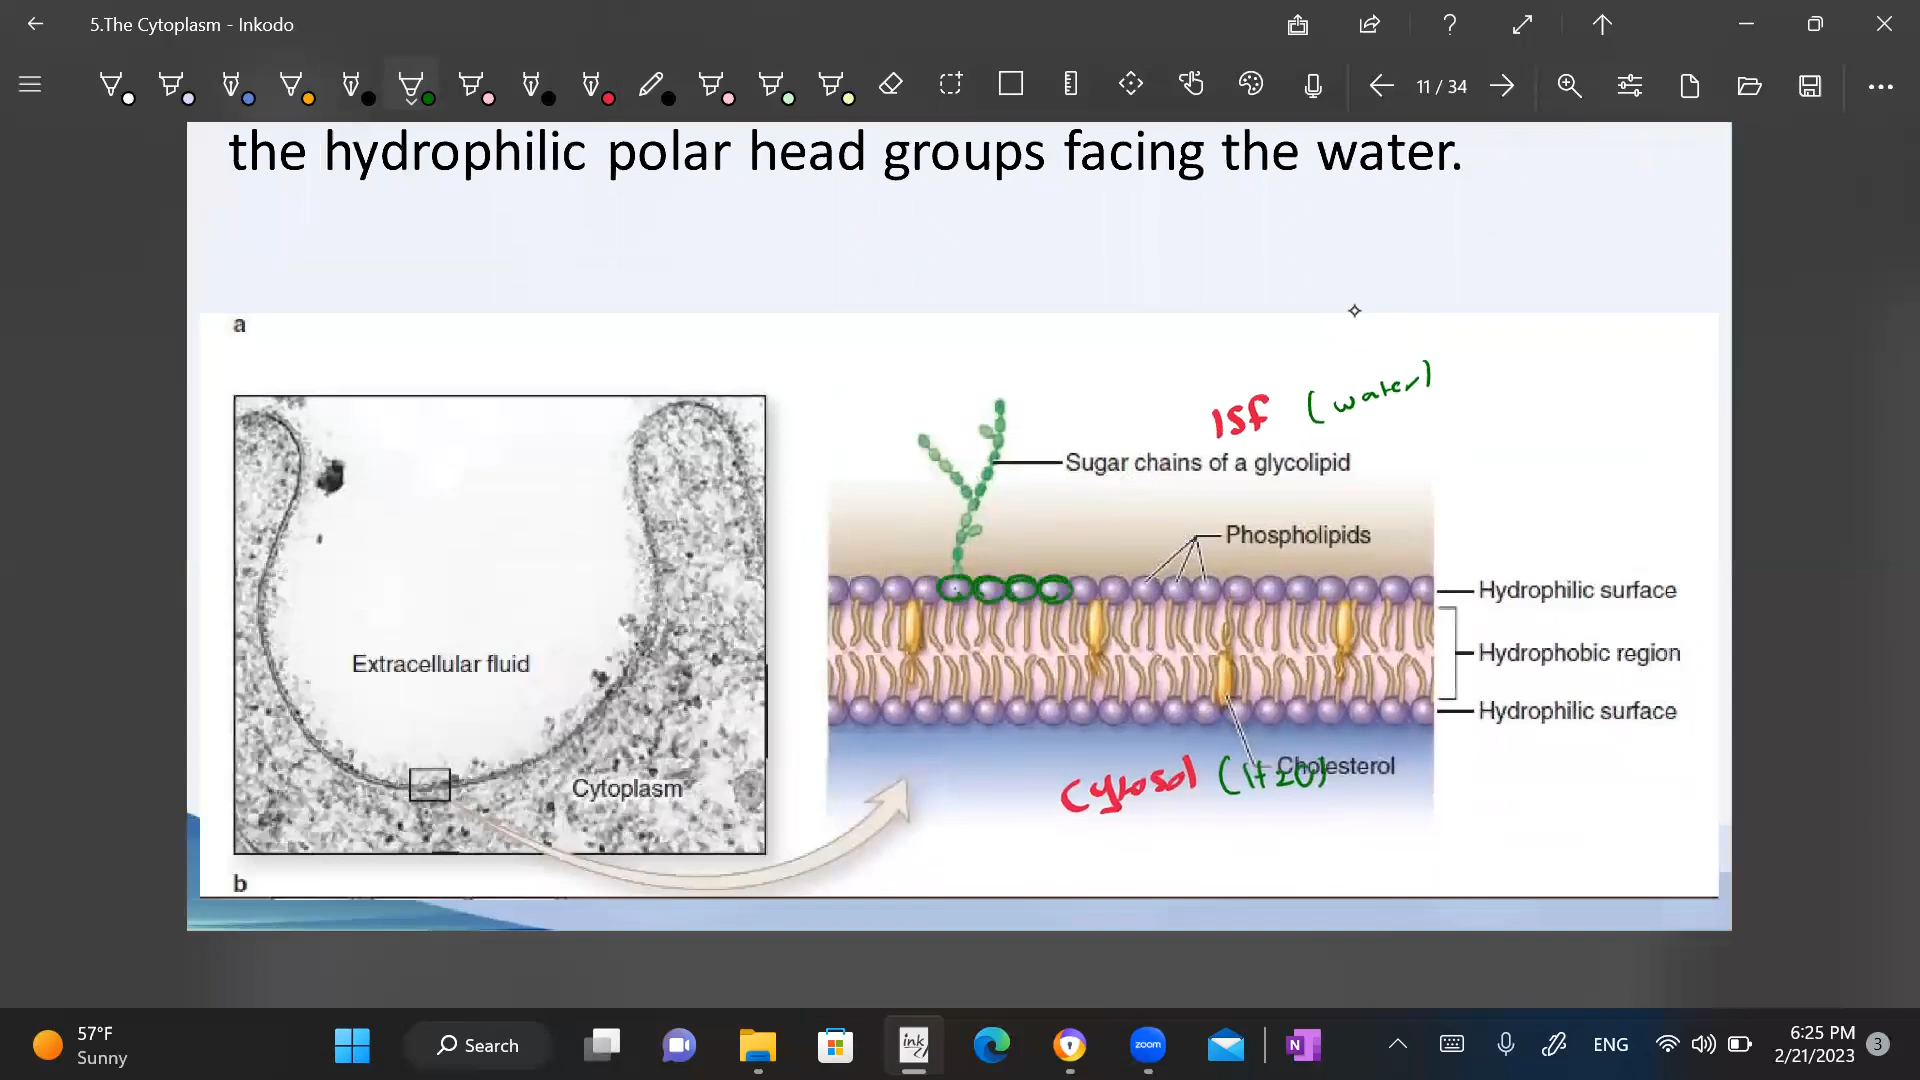 5.The Cytoplasm - Inkodo
11 / 34
the hydrophilic polar head groups facing the water.
a
ISF (water)
Sugar chains of a glycolipid
Phospholipids
Hydrophilic surface
Extracellular fluid
Hydrophobic region
Hydrophilic surface
Cholesterol
Cytosol (H2O)
Cytoplasm
b
57°F
Sunny
Search
ink
zoom
N
ENG
6:25 PM
2/21/2023
3